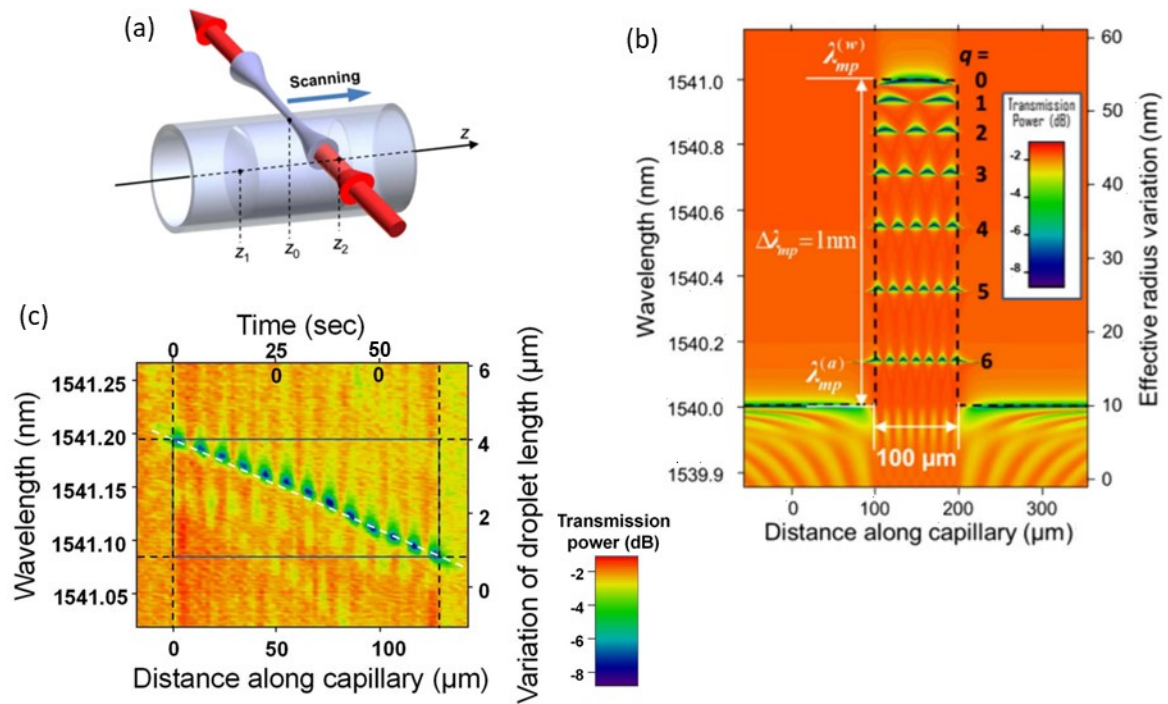 (a)
Scanning
z
z1
z0
z2
(b)
λmp(w)
q =
0
1
2
3
4
5
6
Transmission
Power (dB)
-2
-4
-6
-8
Δλmp=1nm
λmp(a)
100 μm
Wavelength (nm)
1541.0
1540.8
1540.6
1540.4
1540.2
1540.0
1539.9
Effective radius variation (nm)
60
50
40
30
20
10
0
0
100
200
300
Distance along capillary (μm)
(c)
Time (sec)
0
25
50
0
0
Wavelength (nm)
1541.25
1541.20
1541.15
1541.10
1541.05
Variation of droplet length (μm)
6
4
2
0
0
50
100
Distance along capillary (μm)
Transmission
power (dB)
-2
-4
-6
-8